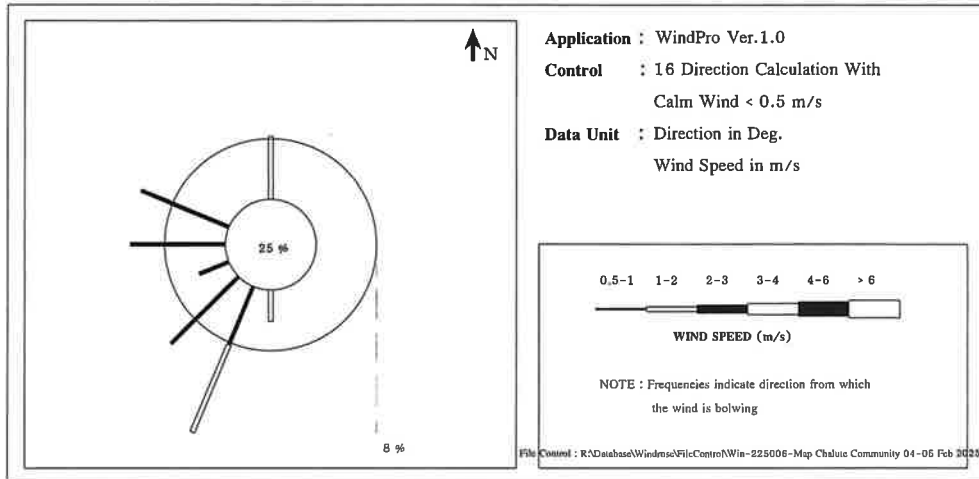 N
25 %
8 %
Application : WindPro Ver.1.0
Control : 16 Direction Calculation With
Calm Wind < 0.5 m/s
Data Unit : Direction in Deg.
Wind Speed in m/s
0.5-1 1-2 2-3 3-4 4-6 > 6
WIND SPEED (m/s)
NOTE : Frequencies indicate direction from which
the wind is bolwing
File Control : R:\Database\Windrose\FileControl\Win-225006-Map Chalute Community 04-05 Feb 2025